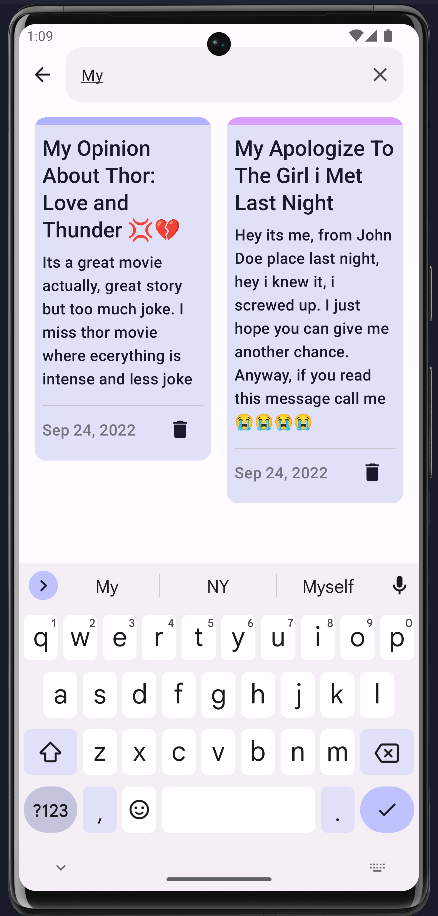 1:09
My
My Opinion
About Thor:
Love and
Thunder 💢💔
Its a great movie
actually, great story
but too much joke. I
miss thor movie
where ecerything is
intense and less joke
Sep 24, 2022
My Apologize To
The Girl i Met
Last Night
Hey its me, from John
Doe place last night,
hey i knew it, i
screwed up. I just
hope you can give me
another chance.
Anyway, if you read
this message call me
😭😭😭😭
Sep 24, 2022
My NY Myself
1 2 3 4 5 6 7 8 9 0
q w e r t y u i o p
a s d f g h j k l
z x c v b n m
?123 , .